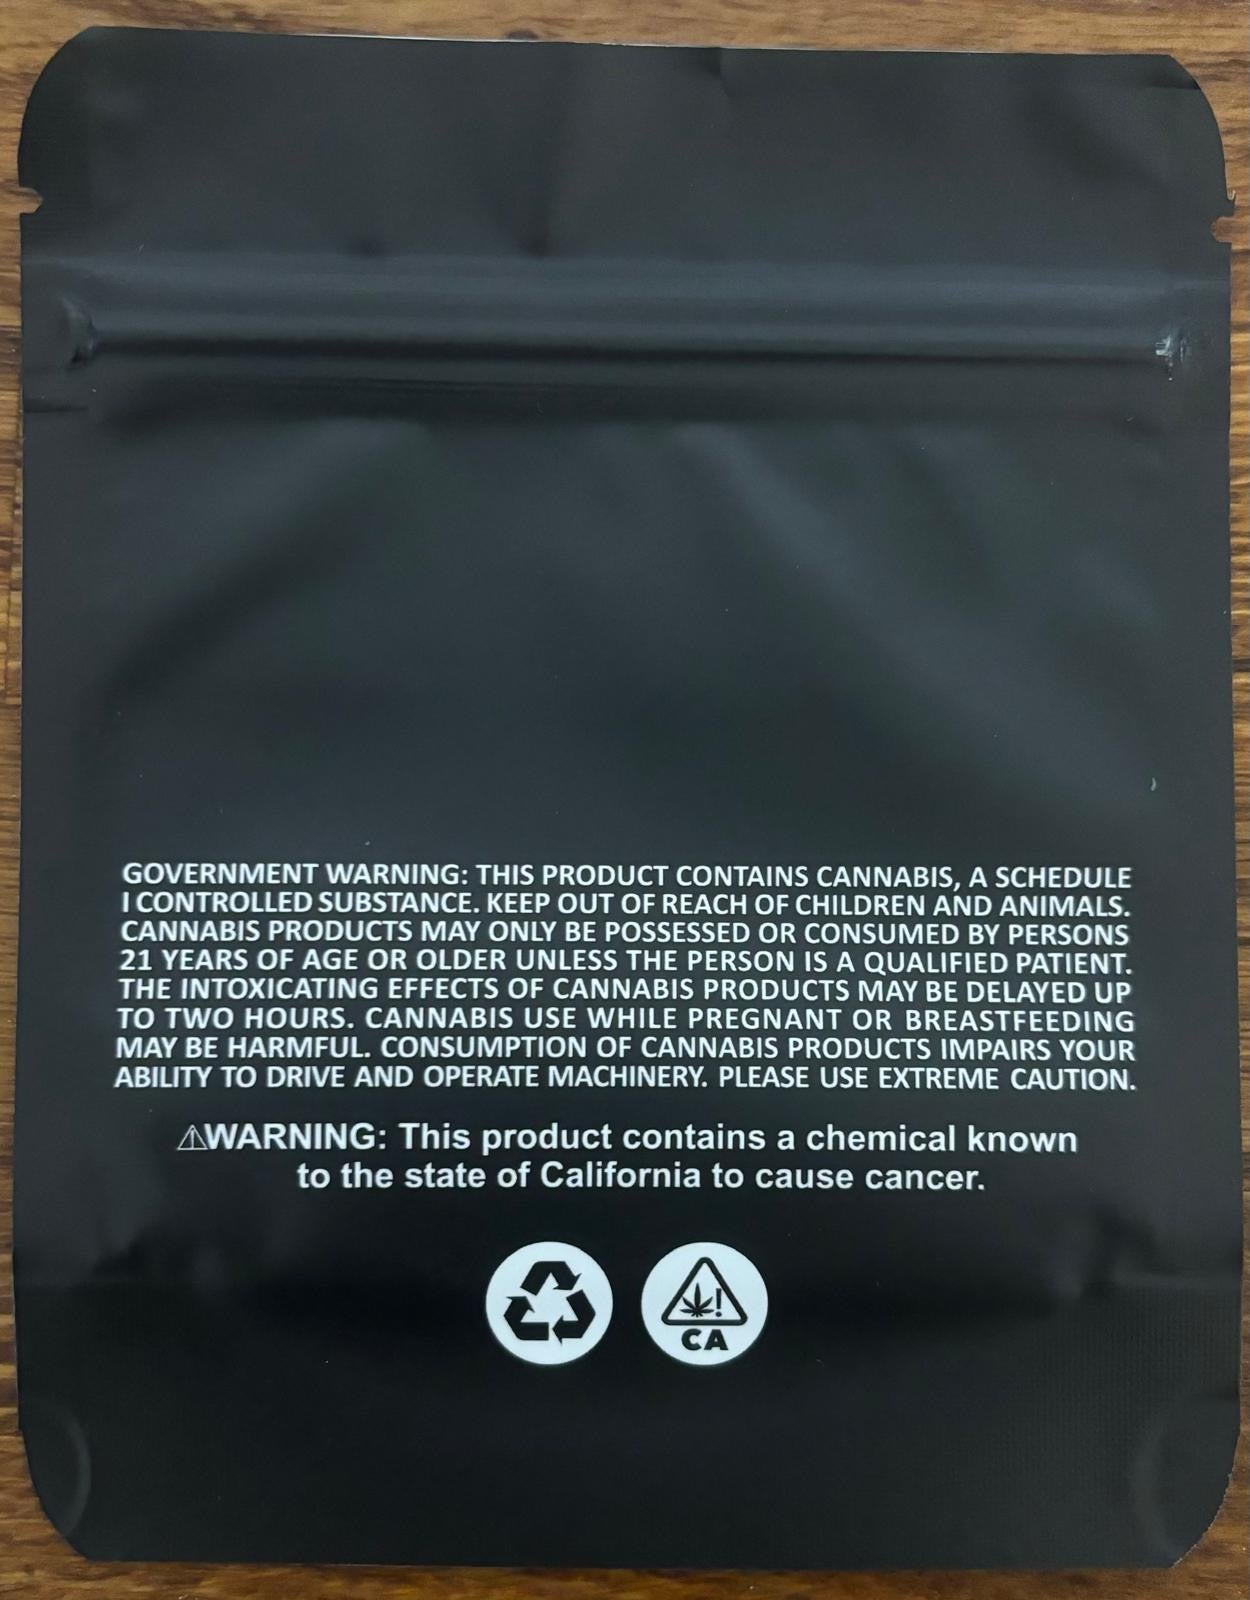 GOVERNMENT WARNING: THIS PRODUCT CONTAINS CANNABIS, A SCHEDULE
I CONTROLLED SUBSTANCE. KEEP OUT OF REACH OF CHILDREN AND ANIMALS.
CANNABIS PRODUCTS MAY ONLY BE POSSESSED OR CONSUMED BY PERSONS
21 YEARS OF AGE OR OLDER UNLESS THE PERSON IS A QUALIFIED PATIENT.
THE INTOXICATING EFFECTS OF CANNABIS PRODUCTS MAY BE DELAYED UP
TO TWO HOURS. CANNABIS USE WHILE PREGNANT OR BREASTFEEDING
MAY BE HARMFUL. CONSUMPTION OF CANNABIS PRODUCTS IMPAIRS YOUR
ABILITY TO DRIVE AND OPERATE MACHINERY. PLEASE USE EXTREME CAUTION.
⚠WARNING: This product contains a chemical known
to the state of California to cause cancer.
!
CA